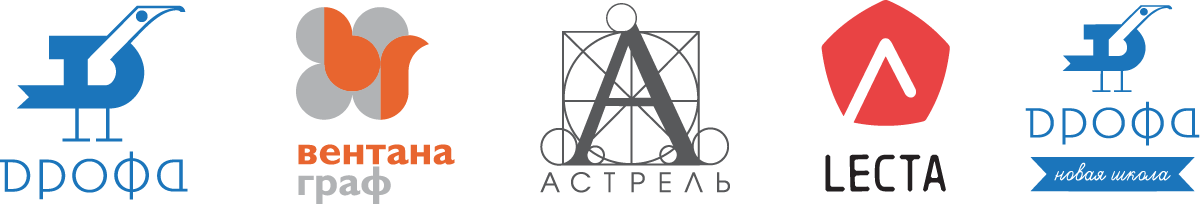 дрофа
вентана
граф
АСТРЕЛЬ
LECTA
дрофа
новая школа